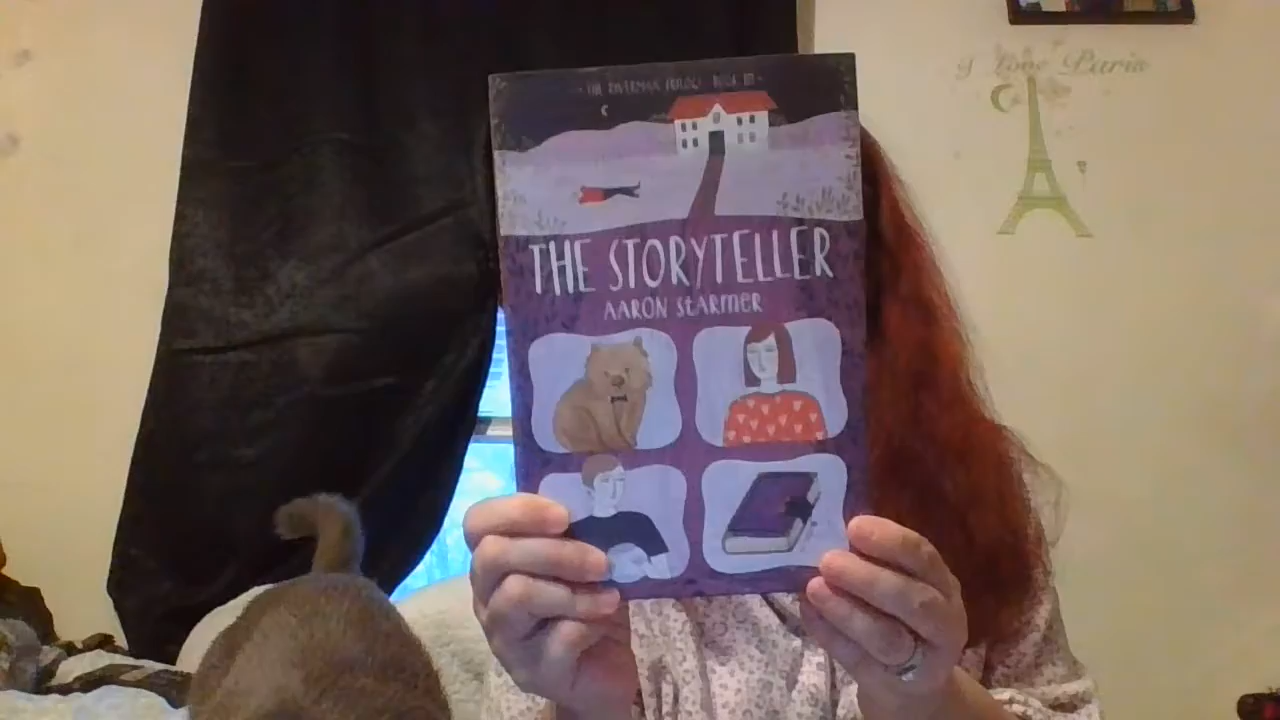 THE RIVERMAN TRILOGY BOOK III
THE STORYTELLER
AARON STARMER
I love Paris